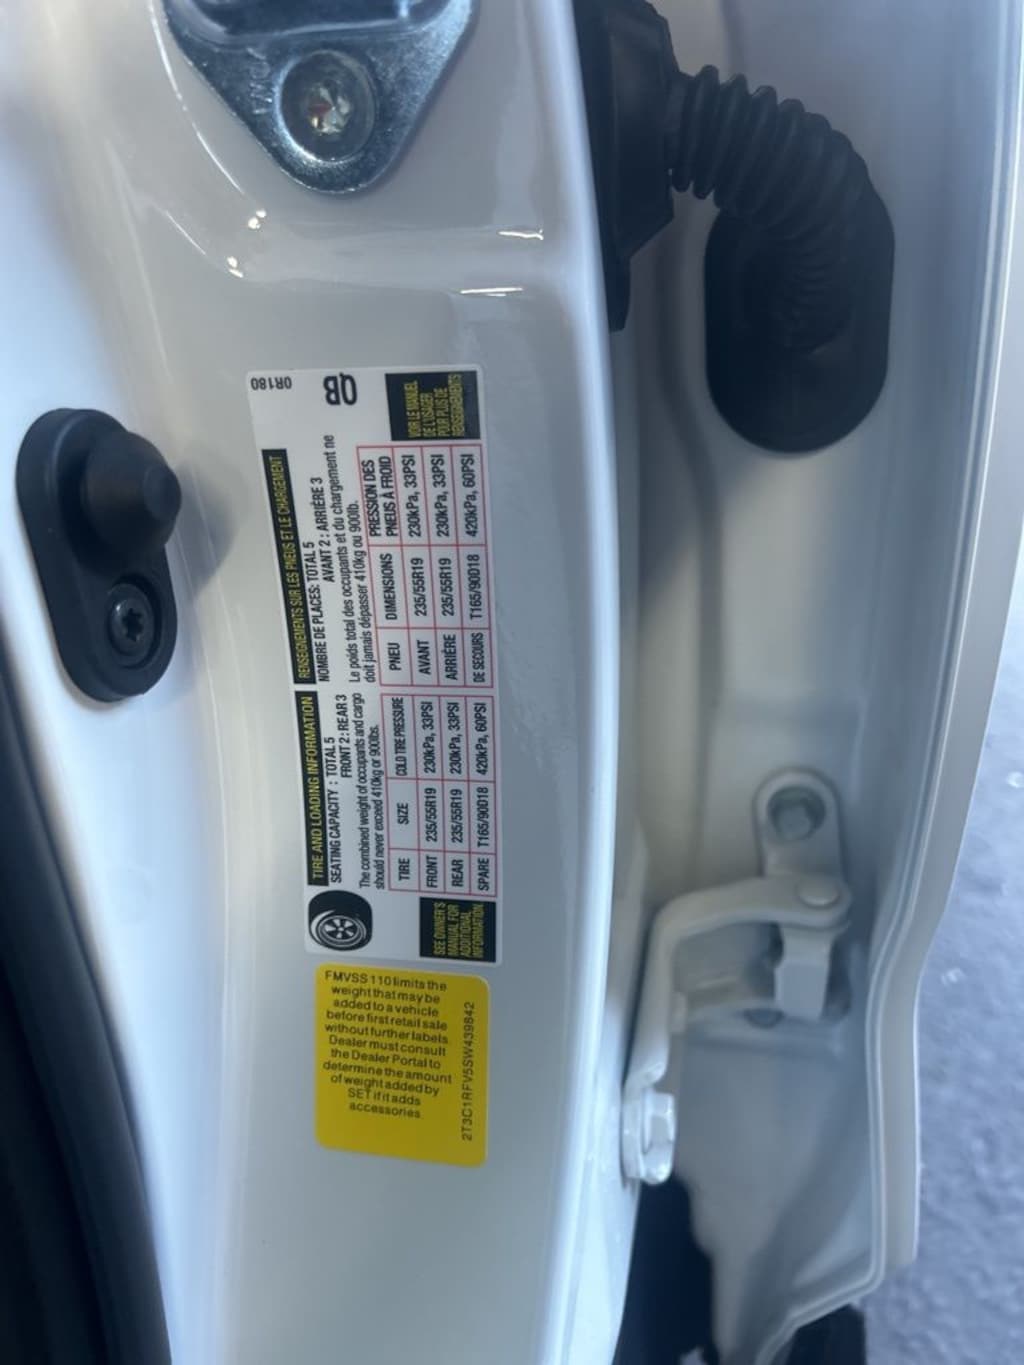 0R180
QB
RENSEIGNEMENTS SUR LES PNEUS ET LE CHARGEMENT
NOMBRE DE PLACES: TOTAL 5
AVANT 2 : ARRIÈRE 3
Le poids total des occupants et du chargement ne
doit jamais dépasser 410kg ou 900lb.
PNEU DIMENSIONS PRESSION DES PNEUS À FROID
AVANT 235/55R19 230kPa, 33PSI
ARRIÈRE 235/55R19 230kPa, 33PSI
DE SECOURS T165/90D18 420kPa, 60PSI
VOIR LE MANUEL
DE L'USAGER
POUR PLUS DE
RENSEIGNEMENTS
TIRE AND LOADING INFORMATION
SEATING CAPACITY : TOTAL 5
FRONT 2 : REAR 3
The combined weight of occupants and cargo
should never exceed 410kg or 900lbs.
TIRE SIZE COLD TIRE PRESSURE
FRONT 235/55R19 230kPa, 33PSI
REAR 235/55R19 230kPa, 33PSI
SPARE T165/90D18 420kPa, 60PSI
SEE OWNER'S
MANUAL FOR
ADDITIONAL
INFORMATION
FMVSS 110 limits the
weight that may be
added to a vehicle
before first retail sale
without further labels.
Dealer must consult
the Dealer Portal to
determine the amount
of weight added by
SET if it adds
accessories
2T3C1RFV5SW439842